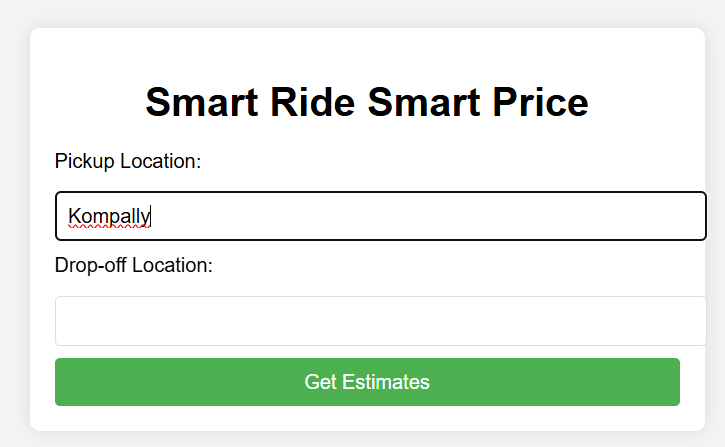 Smart Ride Smart Price
Pickup Location:
Kompally
Drop-off Location:
Get Estimates